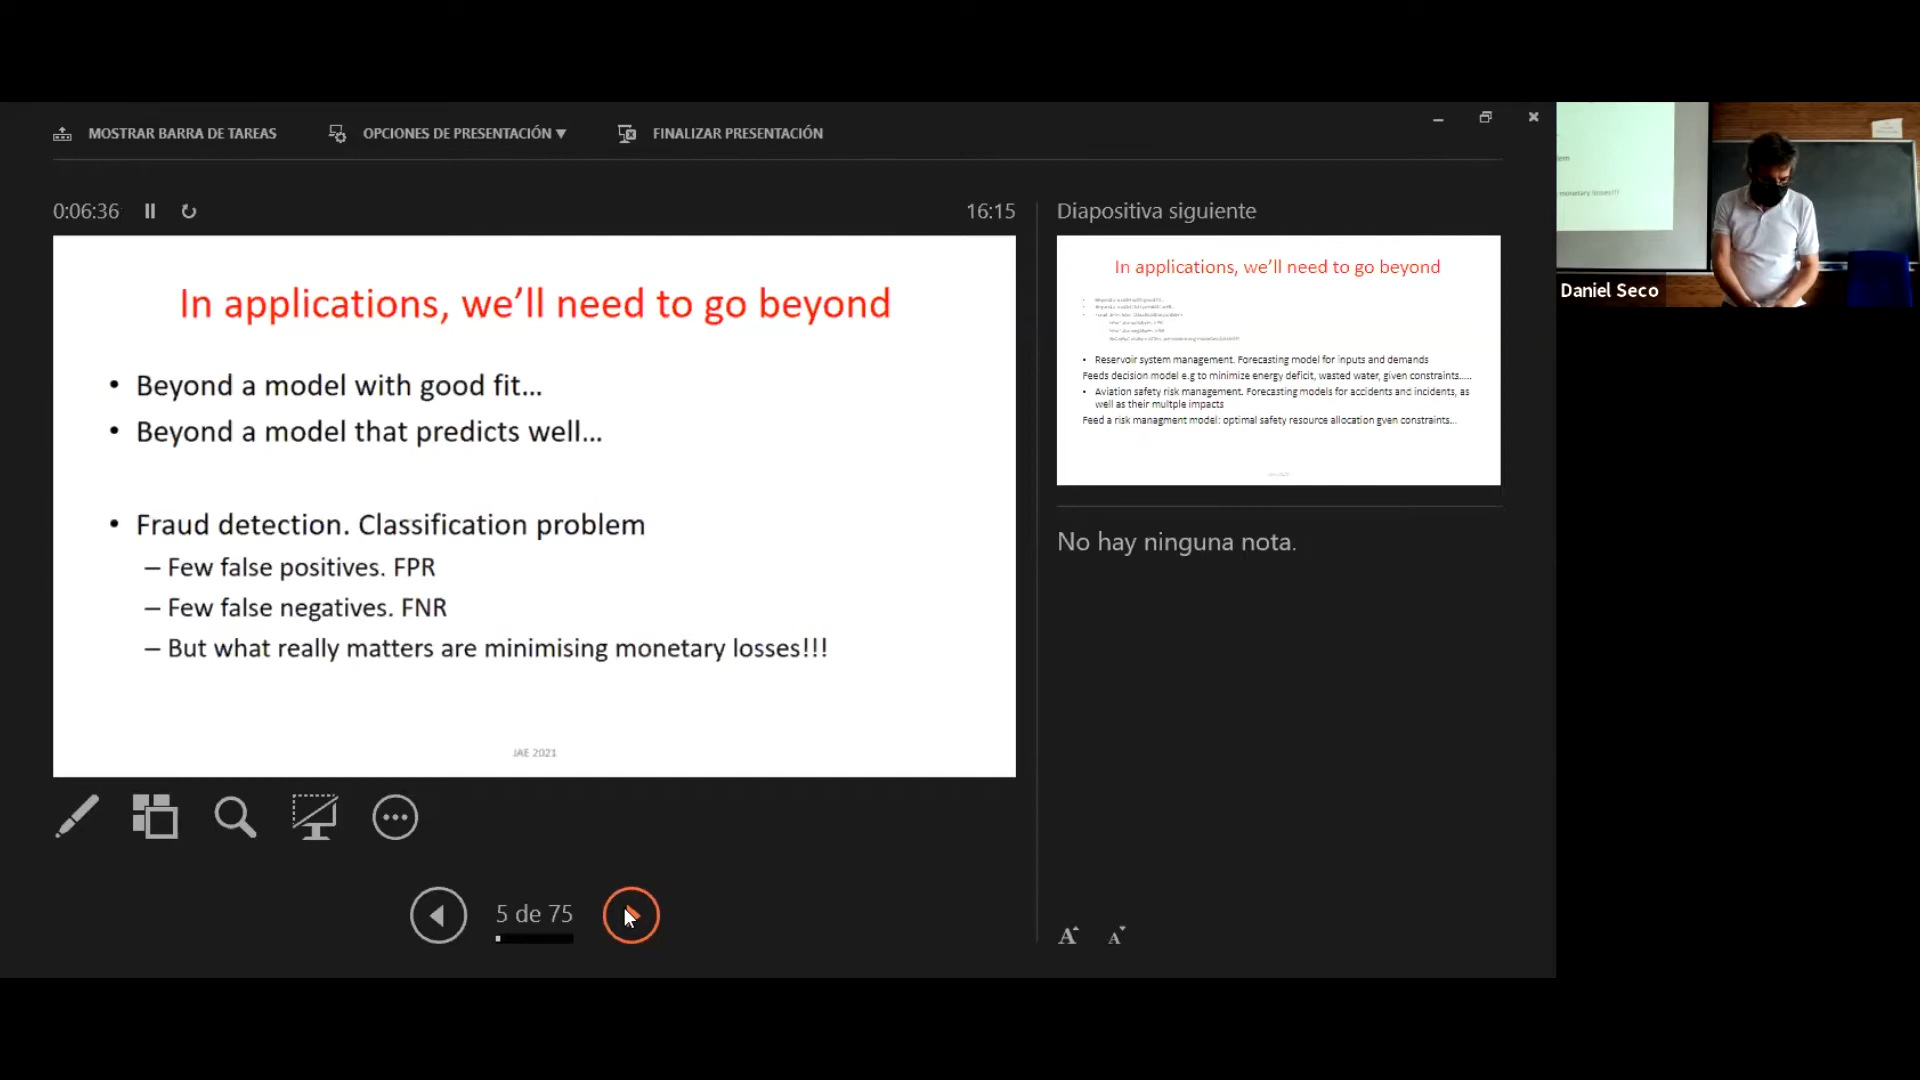 MOSTRAR BARRA DE TAREAS
OPCIONES DE PRESENTACIÓN ▼
FINALIZAR PRESENTACIÓN
0:06:36
16:15
In applications, we’ll need to go beyond
• Beyond a model with good fit...
• Beyond a model that predicts well...
• Fraud detection. Classification problem
– Few false positives. FPR
– Few false negatives. FNR
– But what really matters are minimising monetary losses!!!
JAE 2021
5 de 75
Diapositiva siguiente
In applications, we’ll need to go beyond
• Reservoir system management. Forecasting model for inputs and demands
Feeds decision model e.g to minimize energy deficit, wasted water, given constraints.....
• Aviation safety risk management. Forecasting models for accidents and incidents, as
well as their multple impacts
Feed a risk managment model: optimal safety resource allocation gven constraints...
No hay ninguna nota.
A A
monetary losses!!!
Daniel Seco